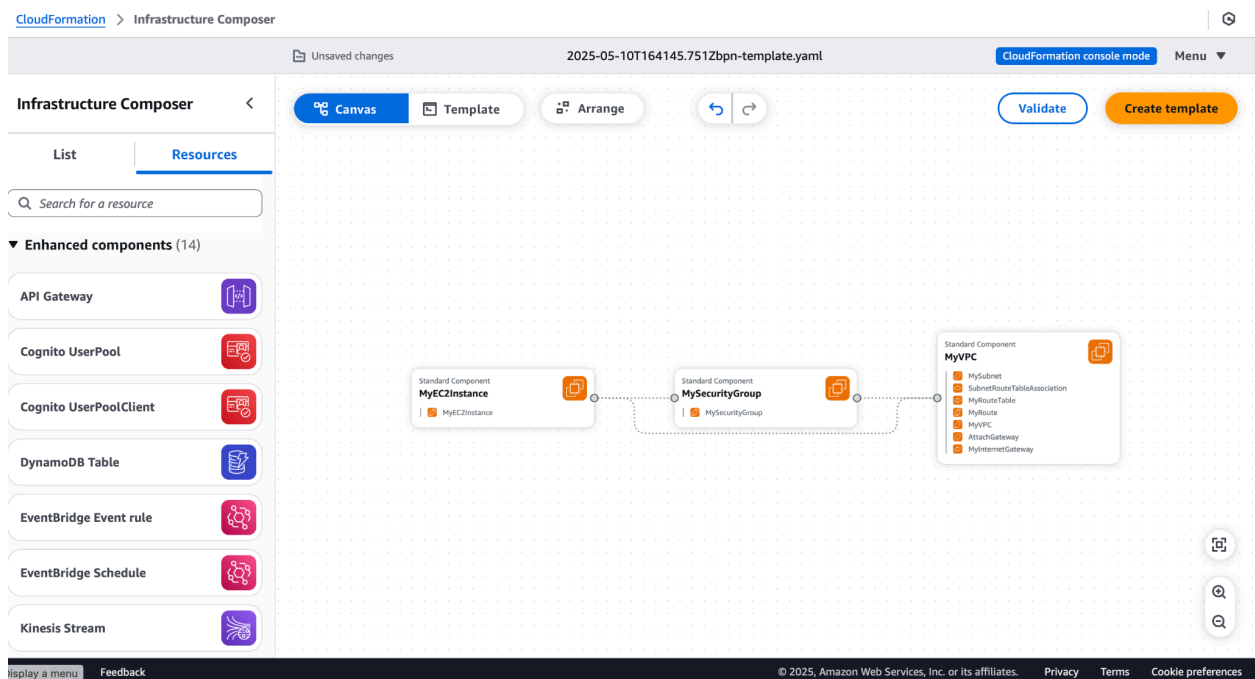 CloudFormation > Infrastructure Composer
Unsaved changes
2025-05-10T164145.751Zbpn-template.yaml
CloudFormation console mode
Menu ▼
Infrastructure Composer
Canvas
Template
Arrange
Validate
Create template
List
Resources
Search for a resource
▼ Enhanced components (14)
API Gateway
Cognito UserPool
Cognito UserPoolClient
DynamoDB Table
EventBridge Event rule
EventBridge Schedule
Kinesis Stream
Standard Component
MyEC2Instance
MyEC2Instance
Standard Component
MySecurityGroup
MySecurityGroup
Standard Component
MyVPC
MySubnet
SubnetRouteTableAssociation
MyRouteTable
MyRoute
MyVPC
AttachGateway
MyInternetGateway
Display a menu
Feedback
© 2025, Amazon Web Services, Inc. or its affiliates.
Privacy
Terms
Cookie preferences